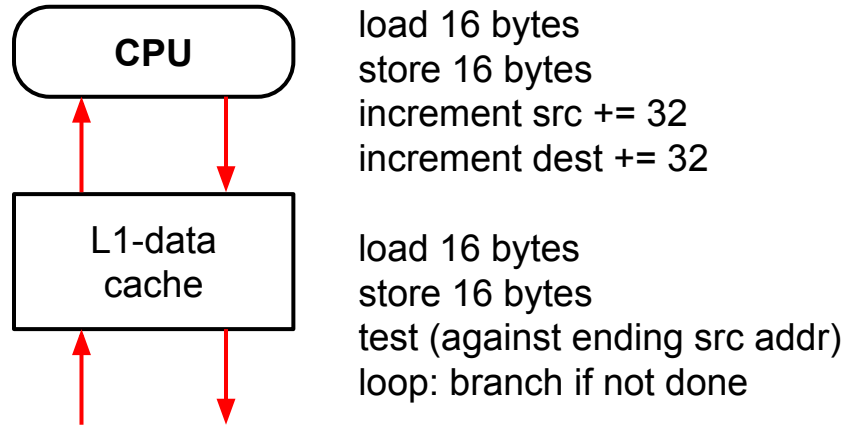 CPU
L1-data
cache
load 16 bytes
store 16 bytes
increment src += 32
increment dest += 32
load 16 bytes
store 16 bytes
test (against ending src addr)
loop: branch if not done